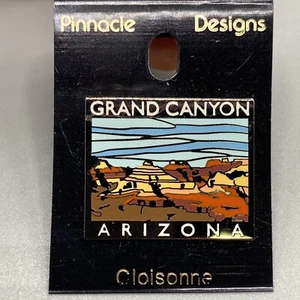 Pinnacle Designs
GRAND CANYON
ARIZONA
Cloisonne